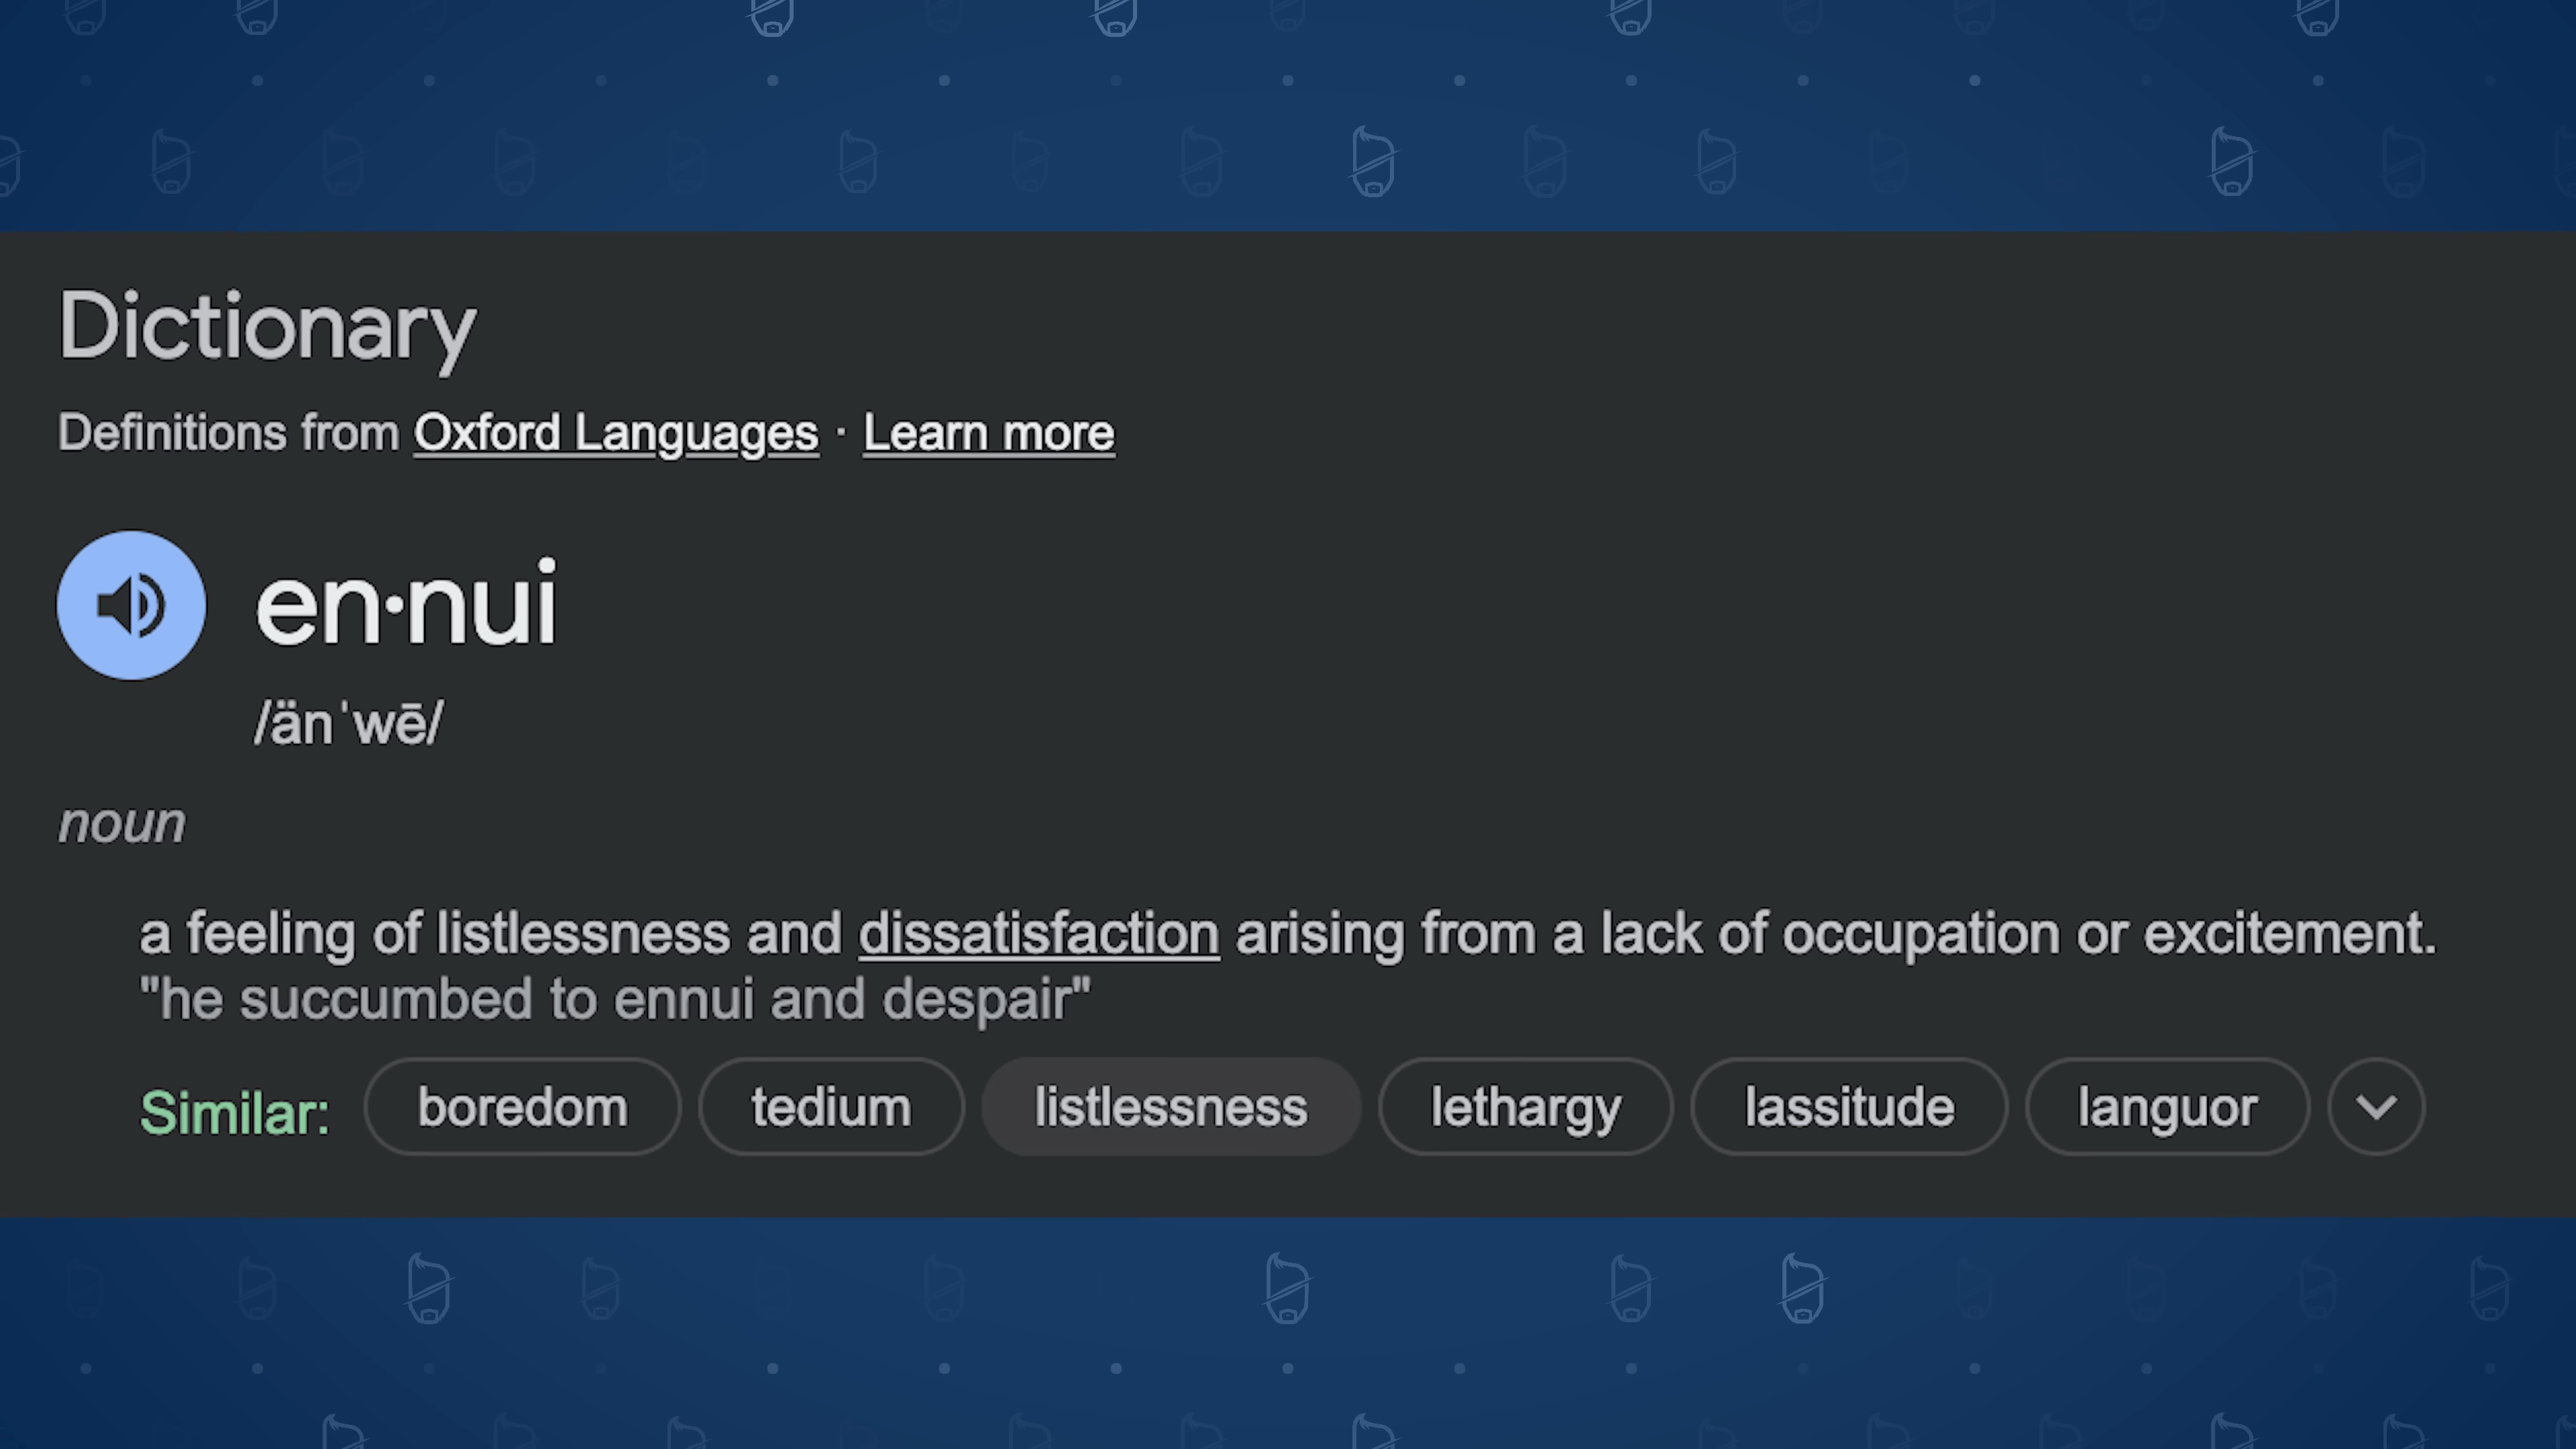 Dictionary
Definitions from Oxford Languages · Learn more
en·nui
/änˈwē/
noun
a feeling of listlessness and dissatisfaction arising from a lack of occupation or excitement.
"he succumbed to ennui and despair"
Similar: boredom tedium listlessness lethargy lassitude languor